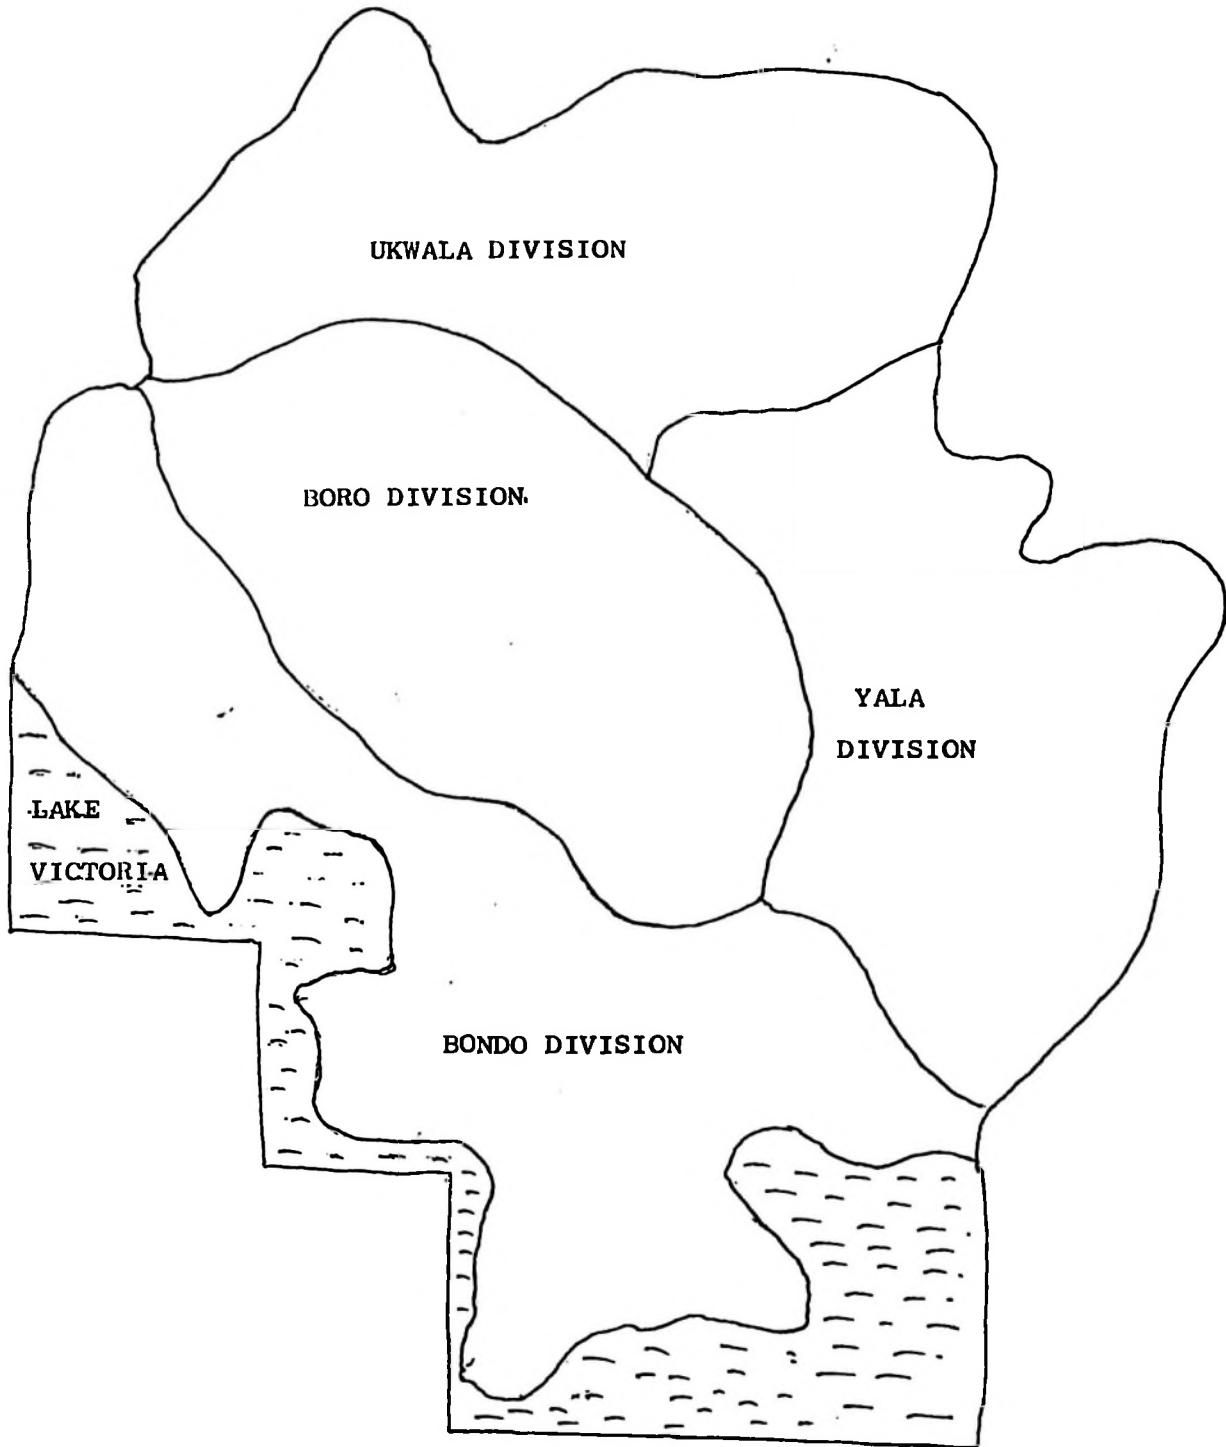 UKWALA DIVISION
BORO DIVISION.
YALA
DIVISION
LAKE
VICTORIA
BONDO DIVISION